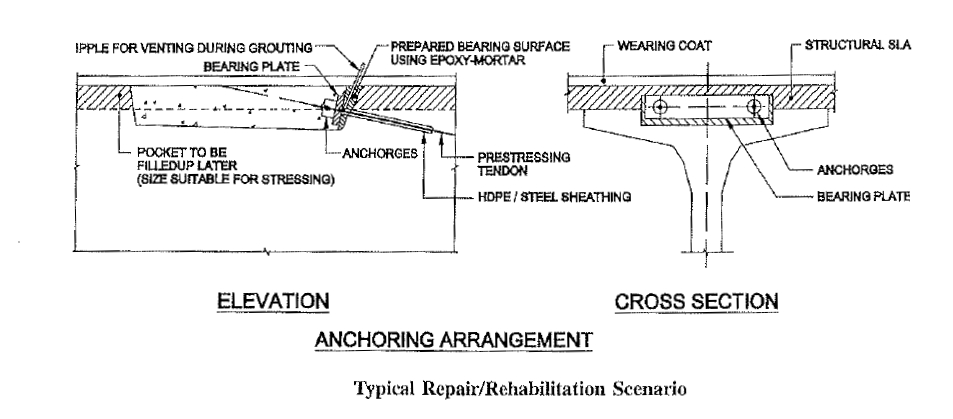 IPPLE FOR VENTING DURING GROUTING
BEARING PLATE
PREPARED BEARING SURFACE
USING EPOXY-MORTAR
POCKET TO BE
FILLEDUP LATER
(SIZE SUITABLE FOR STRESSING)
ANCHORGES
PRESTRESSING
TENDON
HDPE / STEEL SHEATHING
WEARING COAT
STRUCTURAL SLA
ANCHORGES
BEARING PLATE
ELEVATION
CROSS SECTION
ANCHORING ARRANGEMENT
Typical Repair/Rehabilitation Scenario